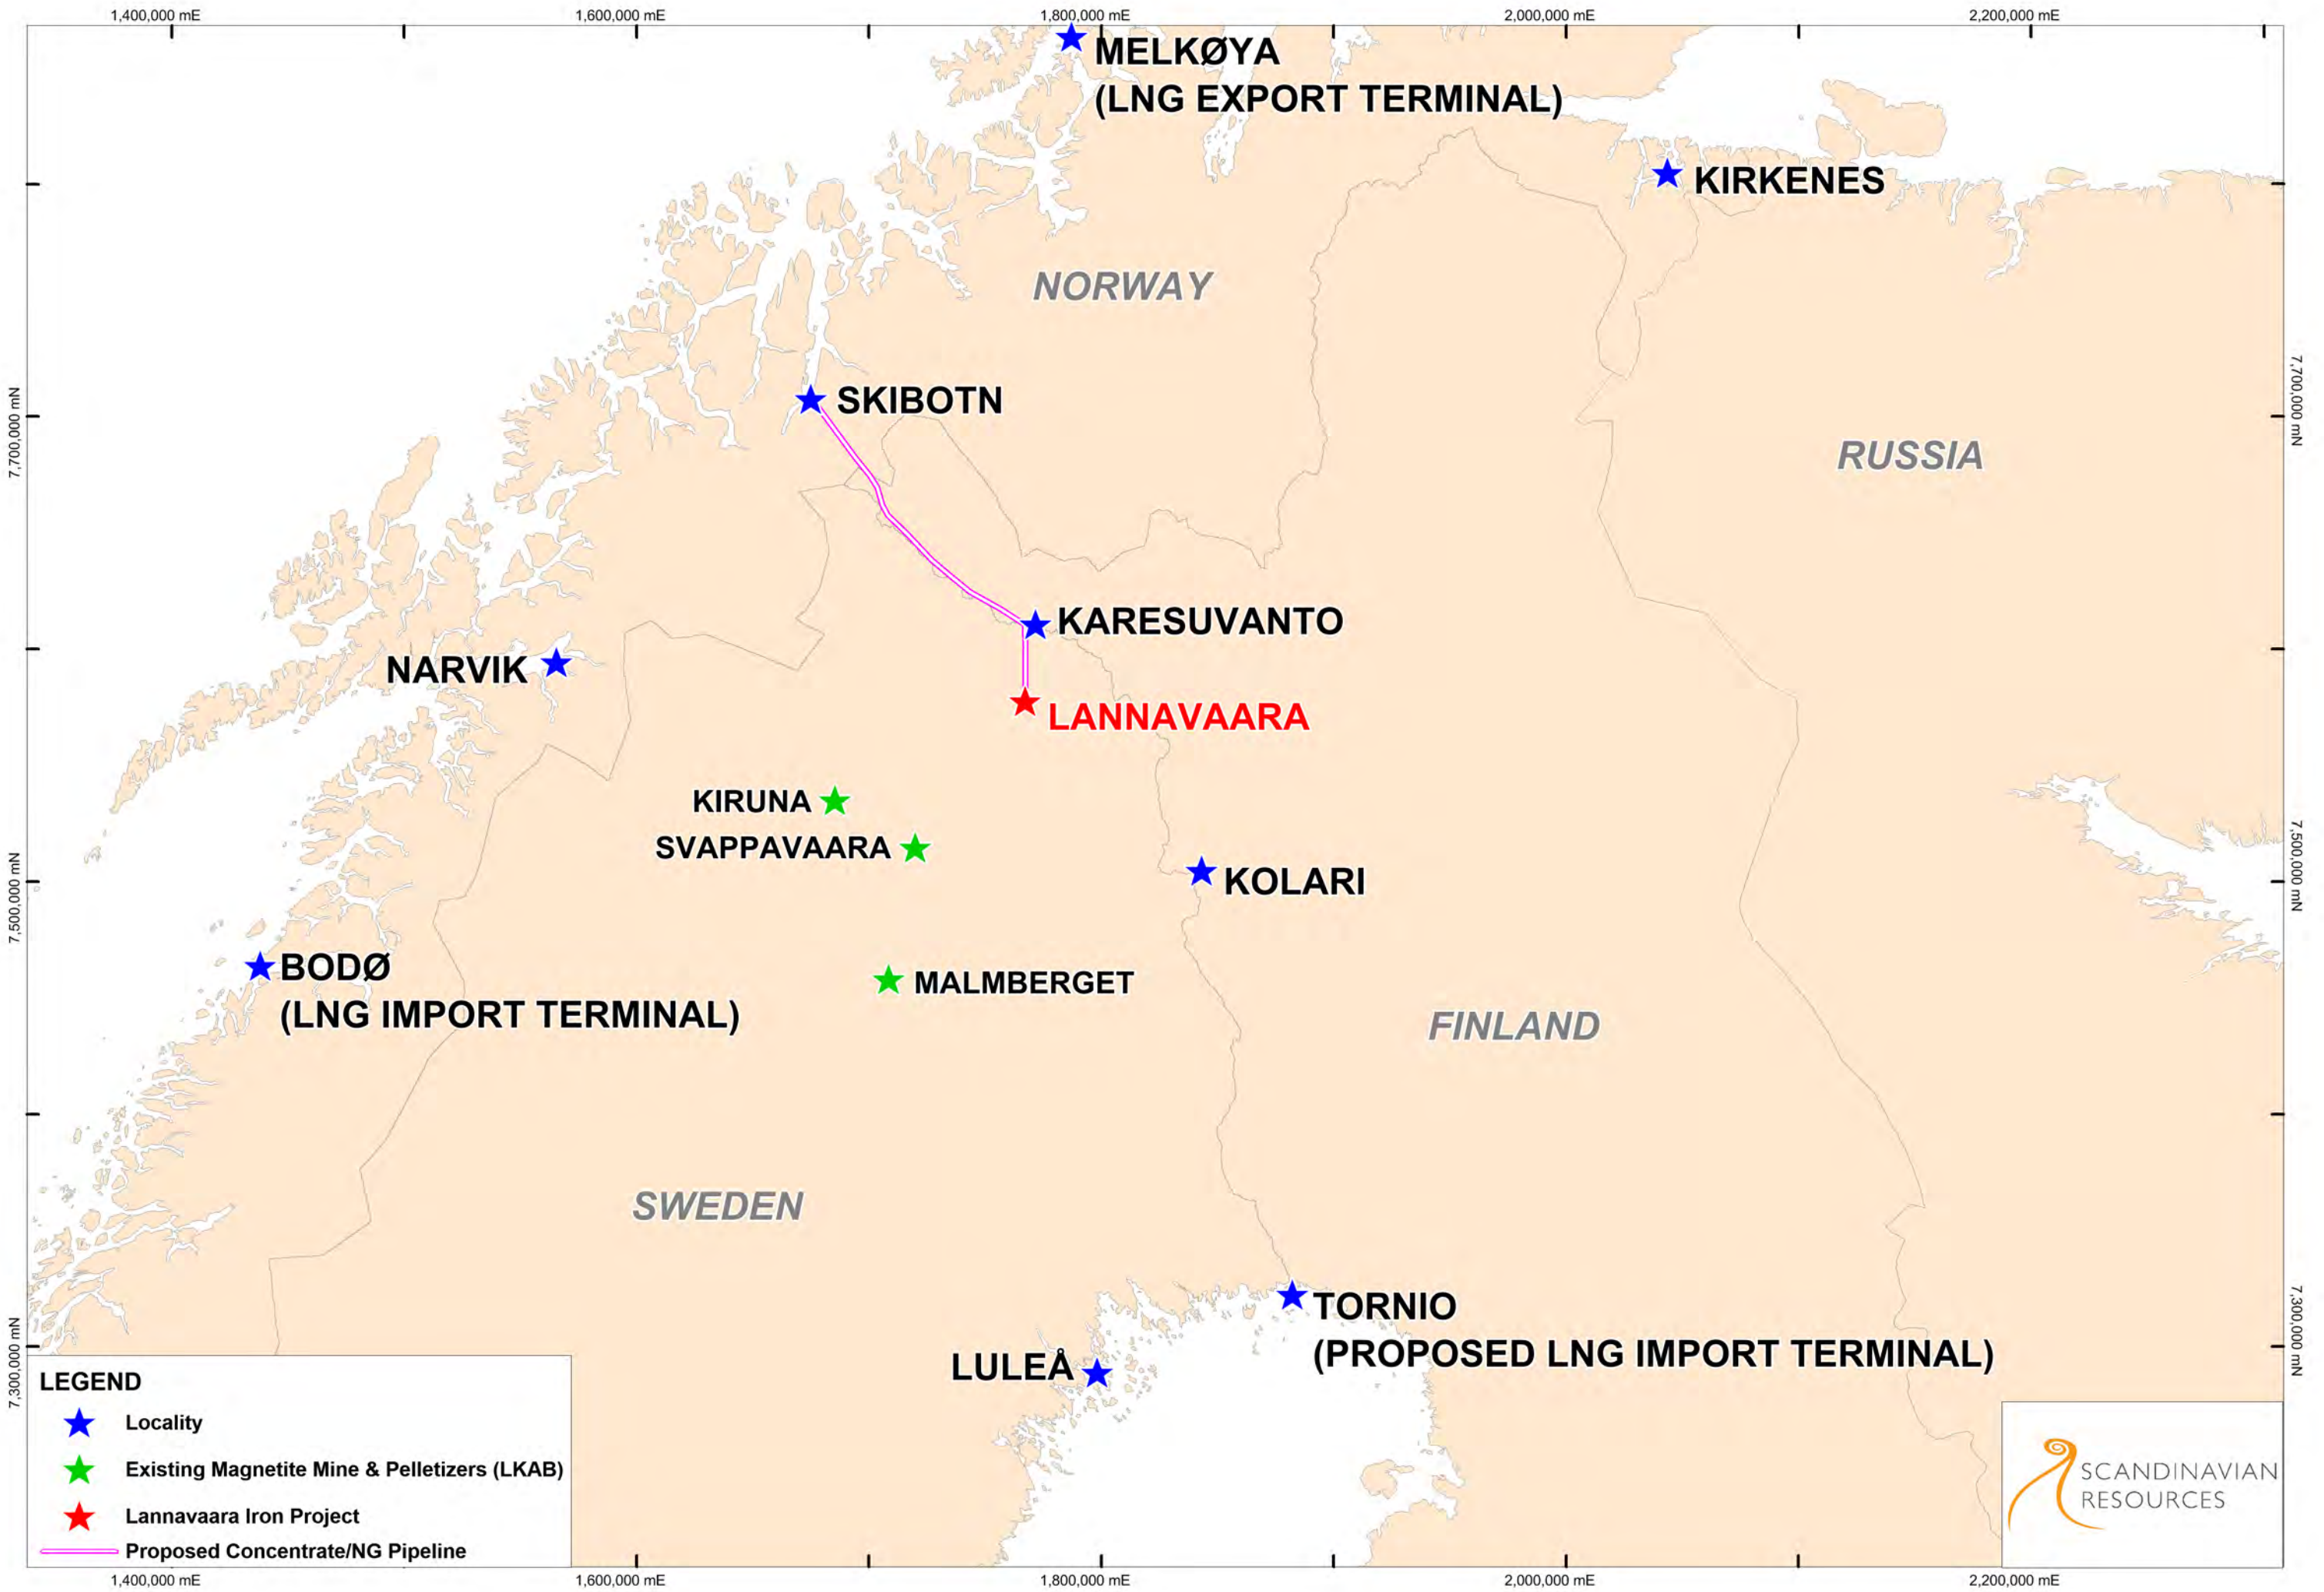 1,400,000 mE
1,600,000 mE
1,800,000 mE
2,000,000 mE
2,200,000 mE
MELKØYA
(LNG EXPORT TERMINAL)
KIRKENES
NORWAY
7,700,000 mN
7,700,000 mN
SKIBOTN
RUSSIA
KARESUVANTO
NARVIK
LANNAVAARA
KIRUNA
SVAPPAVAARA
7,500,000 mN
7,500,000 mN
KOLARI
BODØ
(LNG IMPORT TERMINAL)
MALMBERGET
FINLAND
SWEDEN
TORNIO
(PROPOSED LNG IMPORT TERMINAL)
7,300,000 mN
7,300,000 mN
LULEÅ
LEGEND
Locality
Existing Magnetite Mine & Pelletizers (LKAB)
Lannavaara Iron Project
Proposed Concentrate/NG Pipeline
SCANDINAVIAN
RESOURCES
1,400,000 mE
1,600,000 mE
1,800,000 mE
2,000,000 mE
2,200,000 mE